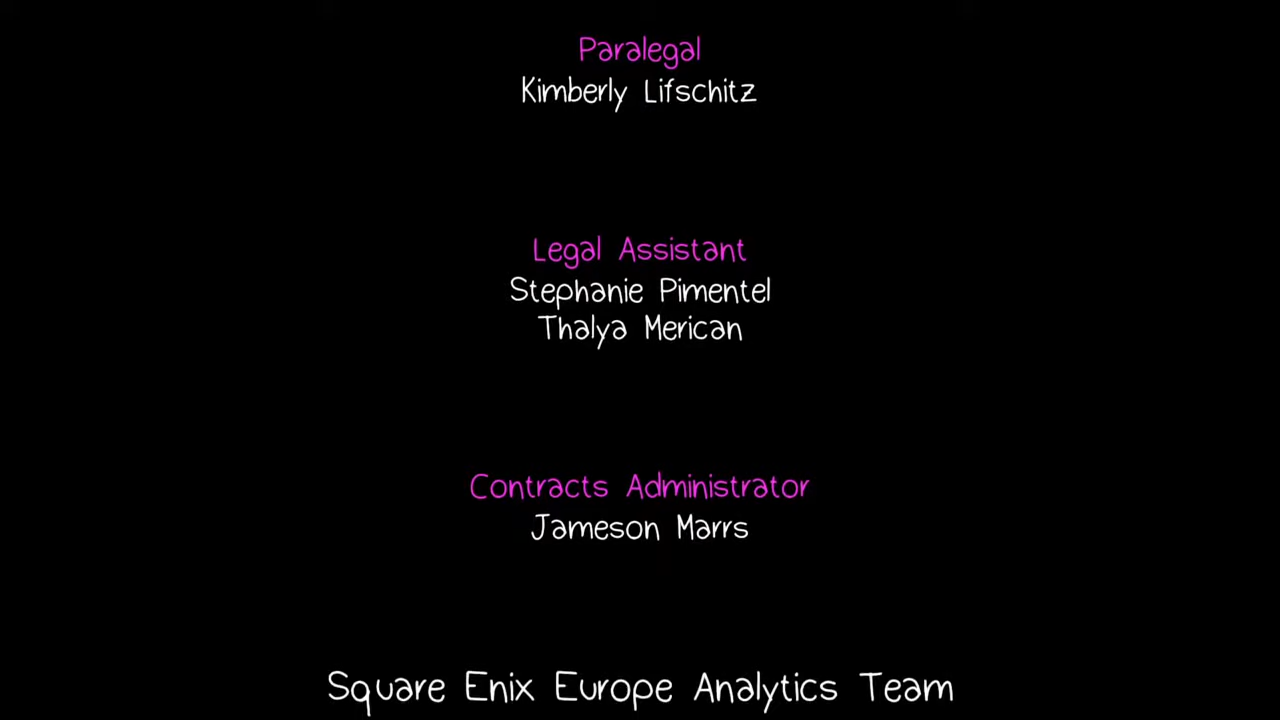 Paralegal
Kimberly Lifschitz
Legal Assistant
Stephanie Pimentel
Thalya Merican
Contracts Administrator
Jameson Marrs
Square Enix Europe Analytics Team